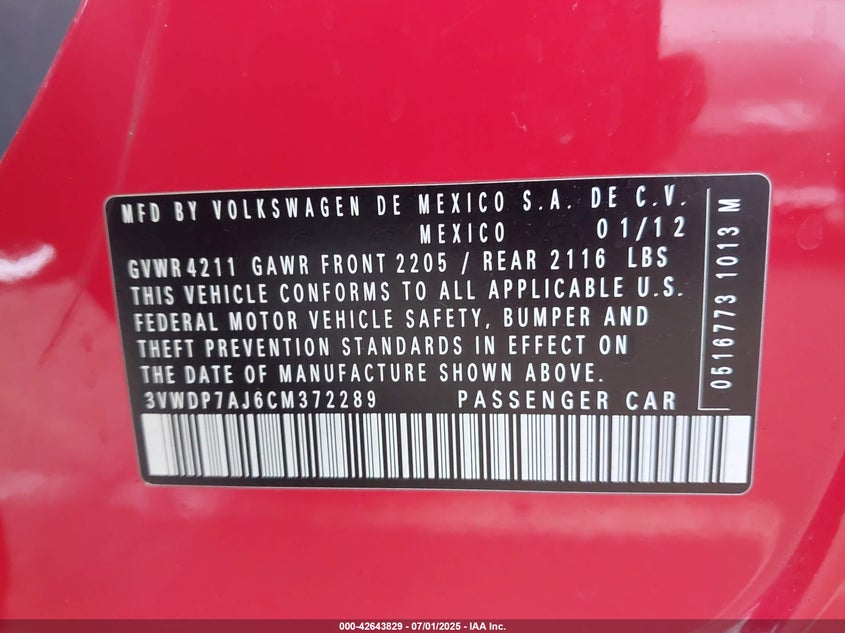 MFD BY VOLKSWAGEN DE MEXICO S.A. DE C.V.
MEXICO 01/12
GVWR 4211 GAWR FRONT 2205 / REAR 2116 LBS
THIS VEHICLE CONFORMS TO ALL APPLICABLE U.S.
FEDERAL MOTOR VEHICLE SAFETY, BUMPER AND
THEFT PREVENTION STANDARDS IN EFFECT ON
THE DATE OF MANUFACTURE SHOWN ABOVE.
3VWDP7AJ6CM372289 PASSENGER CAR
0516773 1013 M
000-42643829 - 07/01/2025 - IAA Inc.